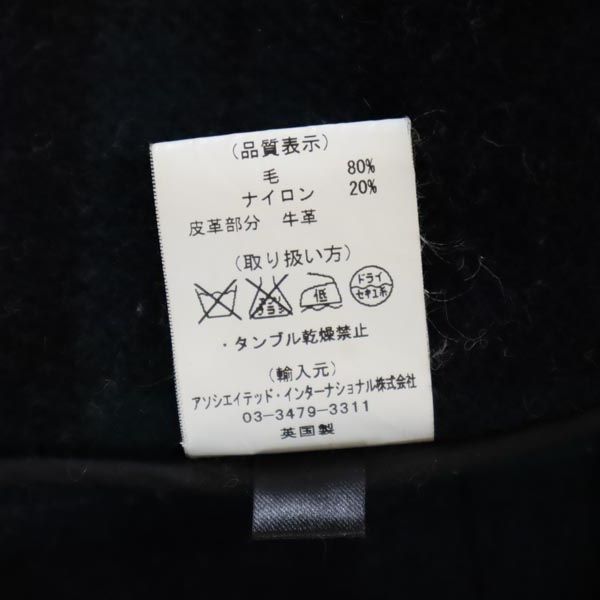 (品質表示)
毛 80%
ナイロン 20%
皮革部分 牛革
(取り扱い方)
低 ドライ セキユ系
・タンブル乾燥禁止
(輸入元)
アソシエイテッド・インターナショナル株式会社
03-3479-3311
英国製